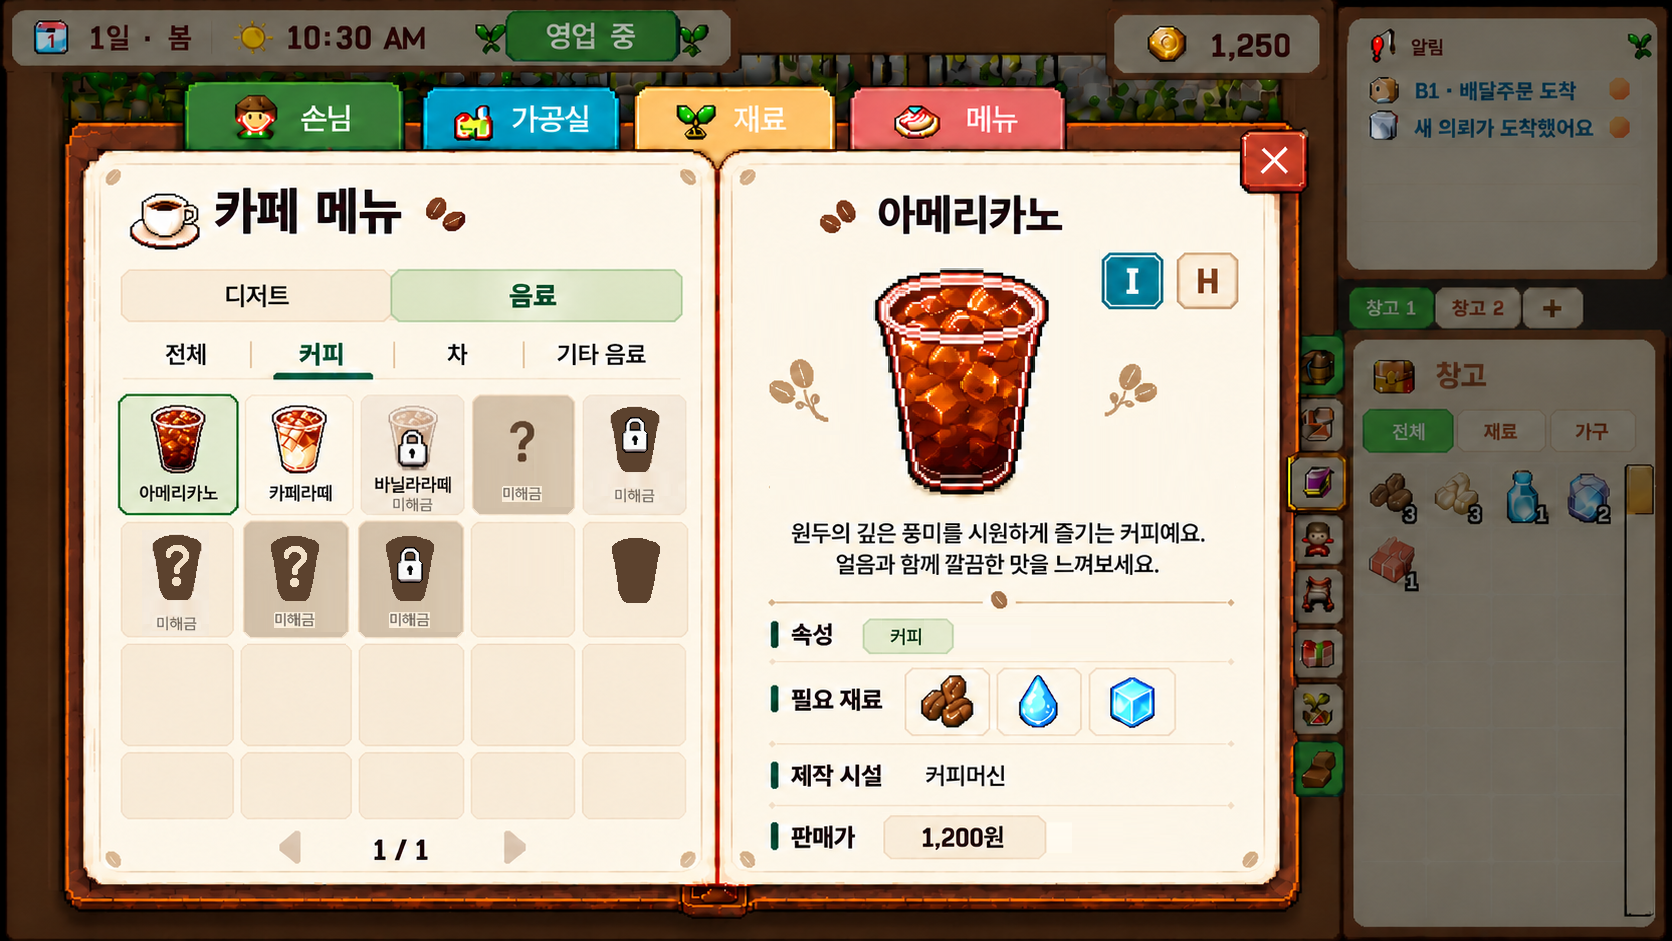 1
1일 · 봄
10:30 AM
영업 중
1,250
알림
B1 · 배달주문 도착
새 의뢰가 도착했어요
손님
가공실
재료
메뉴
카페 메뉴
디저트
음료
전체
커피
차
기타 음료
아메리카노
카페라떼
바닐라라떼
미해금
?
미해금
미해금
?
미해금
?
미해금
미해금
1 / 1
아메리카노
I
H
원두의 깊은 풍미를 시원하게 즐기는 커피예요.
얼음과 함께 깔끔한 맛을 느껴보세요.
속성
커피
필요 재료
제작 시설
커피머신
판매가
1,200원
창고 1
창고 2
+
창고
전체
재료
가구
3
3
1
2
1